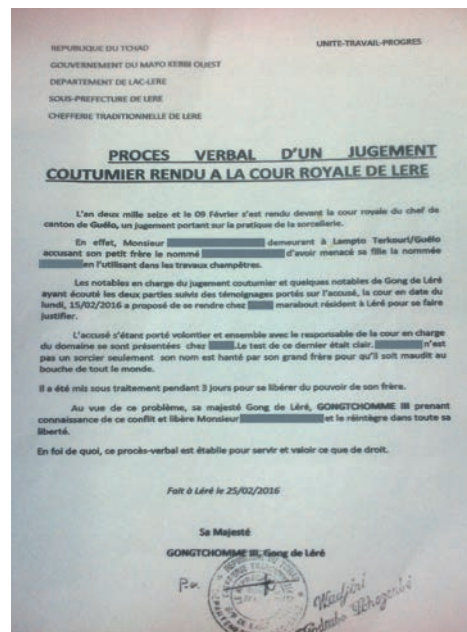 REPUBLIQUE DU TCHAD
UNITE-TRAVAIL-PROGRES
GOUVERNEMENT DU MAYO KEBBI OUEST
DEPARTEMENT DE LAC-LERE
SOUS-PREFECTURE DE LERE
CHEFFERIE TRADITIONNELLE DE LERE
PROCES VERBAL D'UN JUGEMENT
COUTUMIER RENDU A LA COUR ROYALE DE LERE
L'an deux mille seize et le 09 Février s'est rendu devant la cour royale du chef de
canton de Guélo, un jugement portant sur la pratique de la sorcellerie.
En effet, Monsieur demeurant à Lampto Terkouri/Guélo
accusant son petit frère le nommé d'avoir menacé sa fille la nommée
en l'utilisant dans les travaux champêtres.
Les notables en charge du jugement coutumier et quelques notables de Gong de Léré
ayant écouté les deux parties suivis des témoignages portés sur l'accusé, la cour en date du
lundi, 15/02/2016 a proposé de se rendre chez marabout résident à Léré pour se faire
justifier.
L'accusé s'étant porté volontier et ensemble avec le responsable de la cour en charge
du domaine se sont présentées chez .Le test de ce dernier était clair. n'est
pas un sorcier seulement son nom est hanté par son grand frère pour qu'il soit maudit au
bouche de tout le monde.
Il a été mis sous traitement pendant 3 jours pour se libérer du pouvoir de son frère.
Au vue de ce problème, sa majesté Gong de Léré, GONGTCHOMME III prenant
connaissance de ce conflit et libère Monsieur et le réintègre dans toute sa
liberté.
En foi de quoi, ce procès-verbal est établie pour servir et valoir ce que de droit.
Fait à Léré le 25/02/2016
Sa Majesté
GONGTCHOMME III, Gong de Léré
P.o